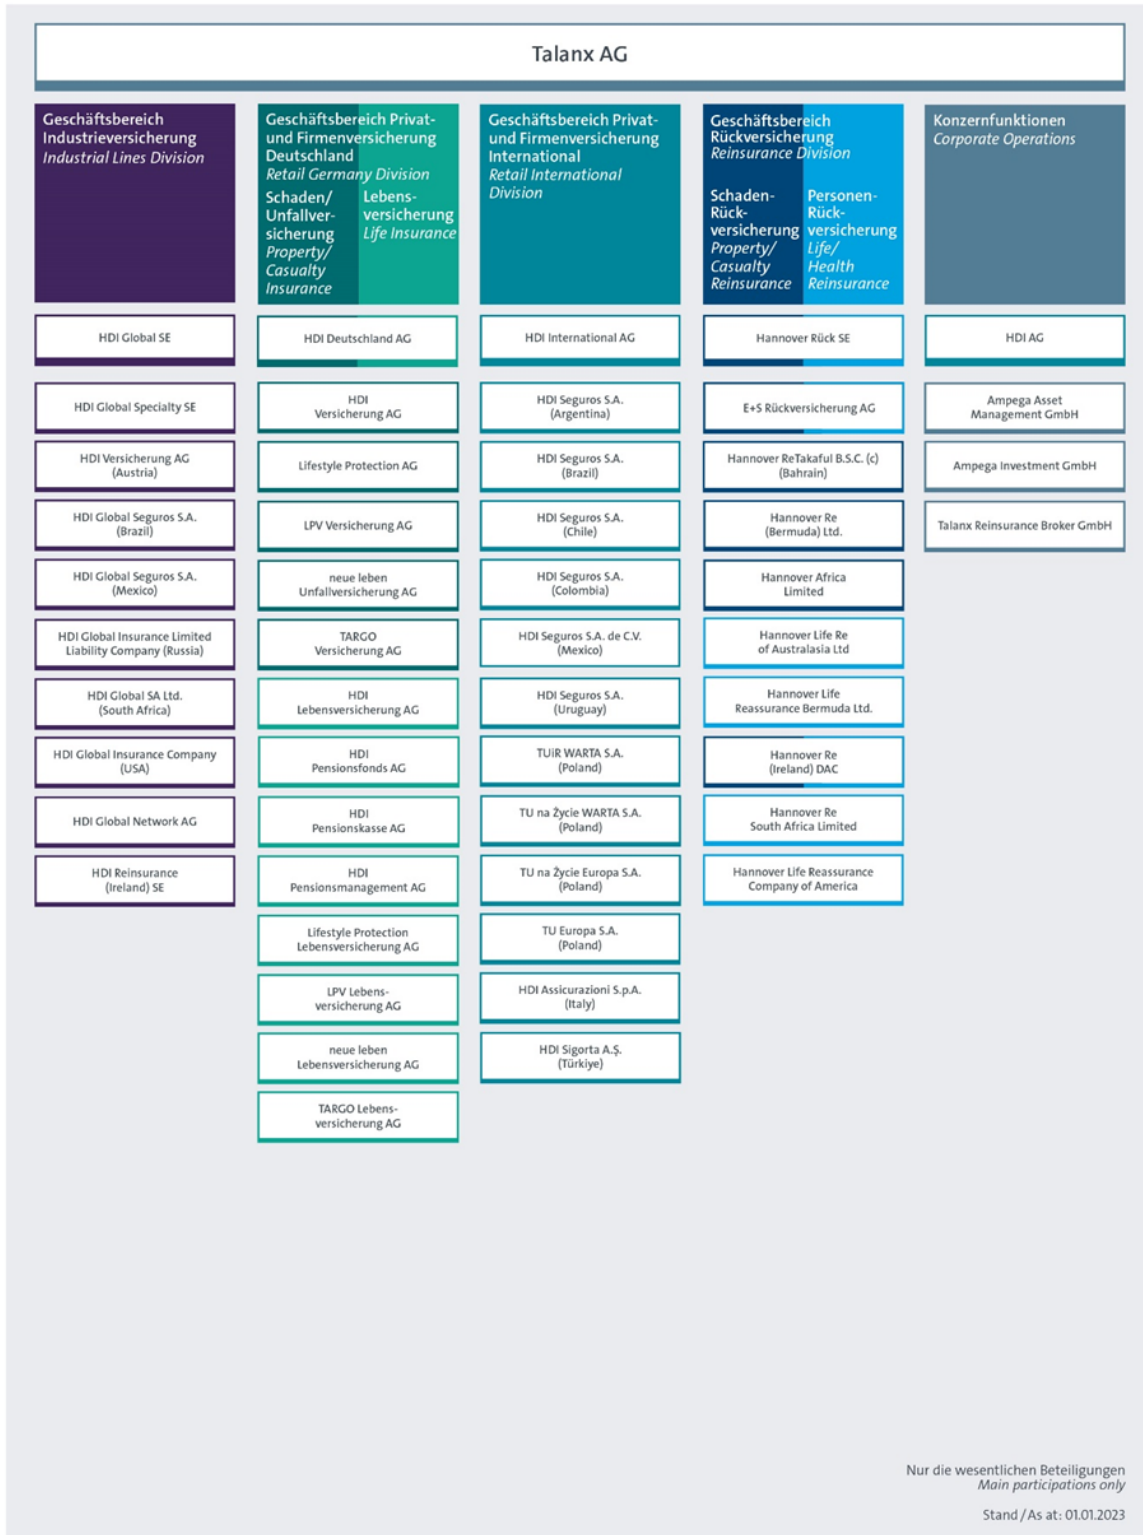 Talanx AG
Geschäftsbereich
Industrieversicherung
Industrial Lines Division
Geschäftsbereich Privat-
und Firmenversicherung
Deutschland
Retail Germany Division
Schaden/
Unfallver-
sicherung
Property/
Casualty
Insurance
Lebens-
versicherung
Life Insurance
Geschäftsbereich Privat-
und Firmenversicherung
International
Retail International
Division
Geschäftsbereich
Rückversicherung
Reinsurance Division
Schaden-
Rück-
versicherung
Property/
Casualty
Reinsurance
Personen-
Rück-
versicherung
Life/
Health
Reinsurance
Konzernfunktionen
Corporate Operations
HDI Global SE
HDI Global Specialty SE
HDI Versicherung AG
(Austria)
HDI Global Seguros S.A.
(Brazil)
HDI Global Seguros S.A.
(Mexico)
HDI Global Insurance Limited
Liability Company (Russia)
HDI Global SA Ltd.
(South Africa)
HDI Global Insurance Company
(USA)
HDI Global Network AG
HDI Reinsurance
(Ireland) SE
HDI Deutschland AG
HDI
Versicherung AG
Lifestyle Protection AG
LPV Versicherung AG
neue leben
Unfallversicherung AG
TARGO
Versicherung AG
HDI
Lebensversicherung AG
HDI
Pensionsfonds AG
HDI
Pensionskasse AG
HDI
Pensionsmanagement AG
Lifestyle Protection
Lebensversicherung AG
LPV Lebens-
versicherung AG
neue leben
Lebensversicherung AG
TARGO Lebens-
versicherung AG
HDI International AG
HDI Seguros S.A.
(Argentina)
HDI Seguros S.A.
(Brazil)
HDI Seguros S.A.
(Chile)
HDI Seguros S.A.
(Colombia)
HDI Seguros S.A. de C.V.
(Mexico)
HDI Seguros S.A.
(Uruguay)
TUiR WARTA S.A.
(Poland)
TU na Życie WARTA S.A.
(Poland)
TU na Życie Europa S.A.
(Poland)
TU Europa S.A.
(Poland)
HDI Assicurazioni S.p.A.
(Italy)
HDI Sigorta A.Ş.
(Türkiye)
Hannover Rück SE
E+S Rückversicherung AG
Hannover ReTakaful B.S.C. (c)
(Bahrain)
Hannover Re
(Bermuda) Ltd.
Hannover Africa
Limited
Hannover Life Re
of Australasia Ltd
Hannover Life
Reassurance Bermuda Ltd.
Hannover Re
(Ireland) DAC
Hannover Re
South Africa Limited
Hannover Life Reassurance
Company of America
HDI AG
Ampega Asset
Management GmbH
Ampega Investment GmbH
Talanx Reinsurance Broker GmbH
Nur die wesentlichen Beteiligungen
Main participations only
Stand / As at: 01.01.2023